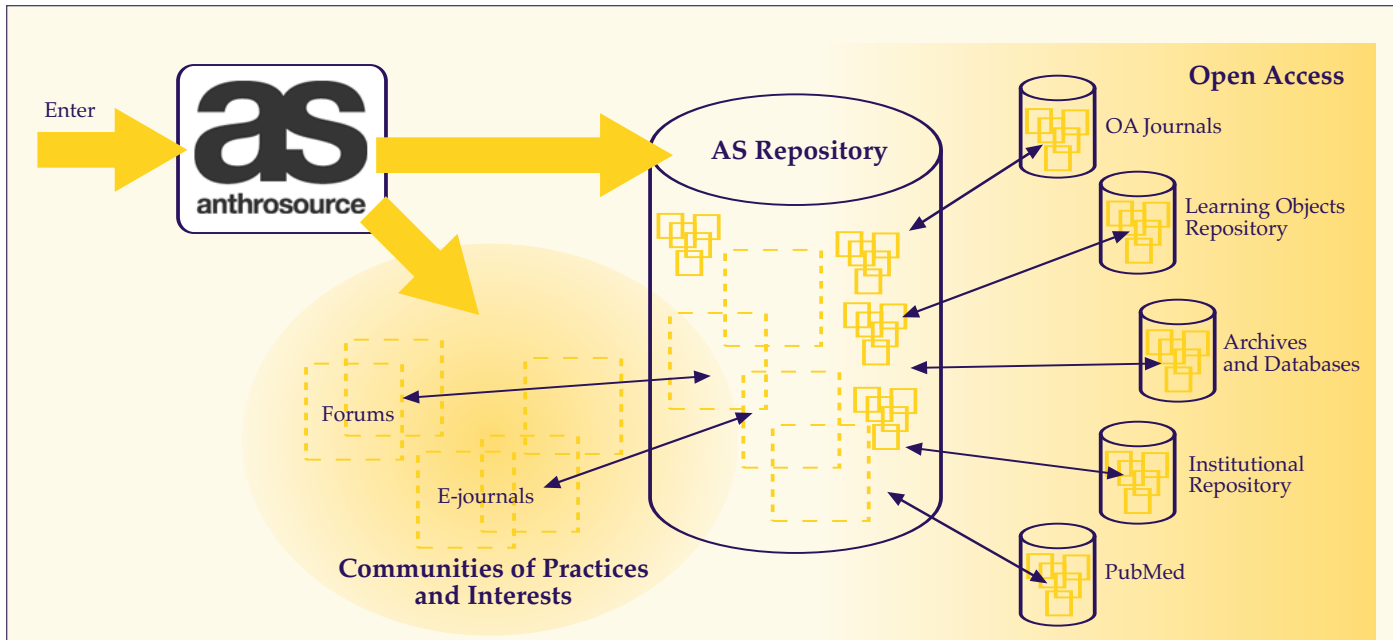 Enter
as
anthrosource
AS Repository
Open Access
OA Journals
Learning Objects
Repository
Archives
and Databases
Institutional
Repository
PubMed
Forums
E-journals
Communities of Practices
and Interests